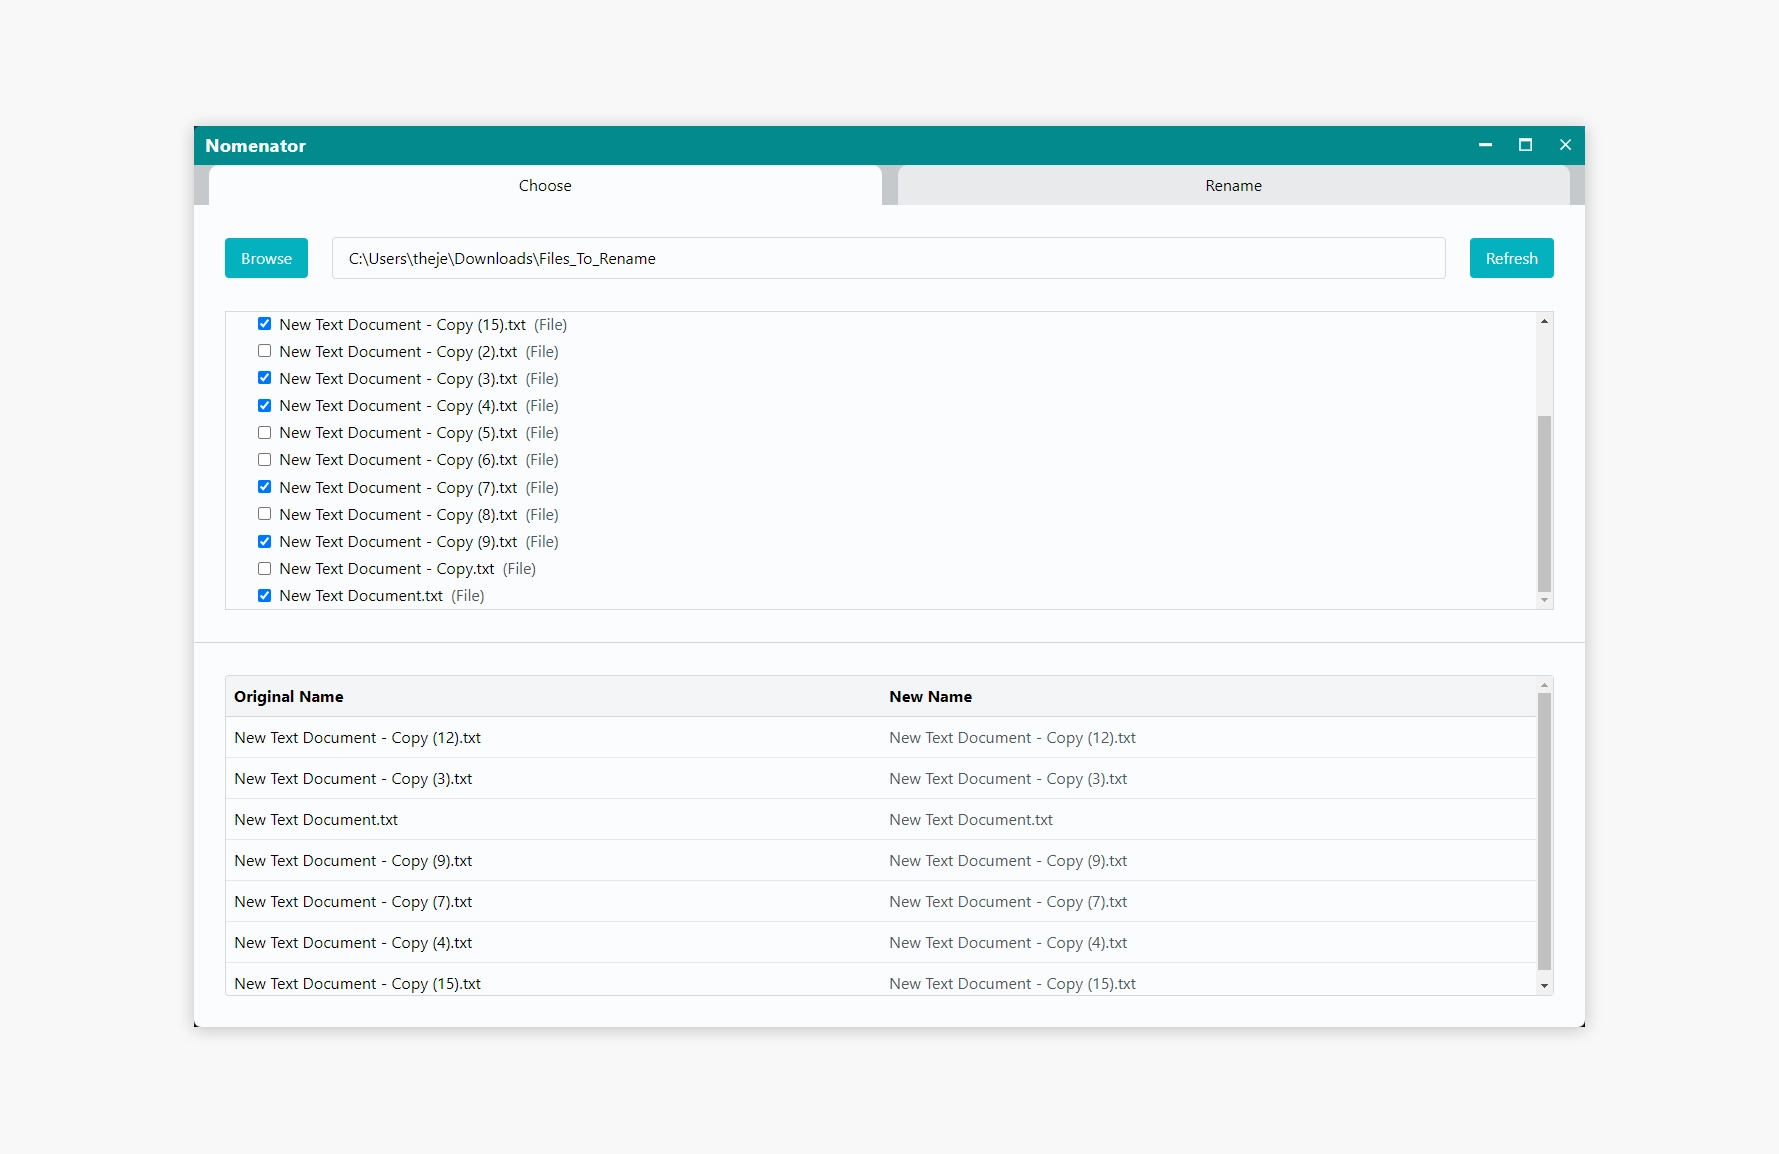 Nomenator
Choose Rename
Browse C:\Users\theje\Downloads\Files_To_Rename Refresh
New Text Document - Copy (15).txt (File)
New Text Document - Copy (2).txt (File)
New Text Document - Copy (3).txt (File)
New Text Document - Copy (4).txt (File)
New Text Document - Copy (5).txt (File)
New Text Document - Copy (6).txt (File)
New Text Document - Copy (7).txt (File)
New Text Document - Copy (8).txt (File)
New Text Document - Copy (9).txt (File)
New Text Document - Copy.txt (File)
New Text Document.txt (File)
Original Name New Name
New Text Document - Copy (12).txt New Text Document - Copy (12).txt
New Text Document - Copy (3).txt New Text Document - Copy (3).txt
New Text Document.txt New Text Document.txt
New Text Document - Copy (9).txt New Text Document - Copy (9).txt
New Text Document - Copy (7).txt New Text Document - Copy (7).txt
New Text Document - Copy (4).txt New Text Document - Copy (4).txt
New Text Document - Copy (15).txt New Text Document - Copy (15).txt